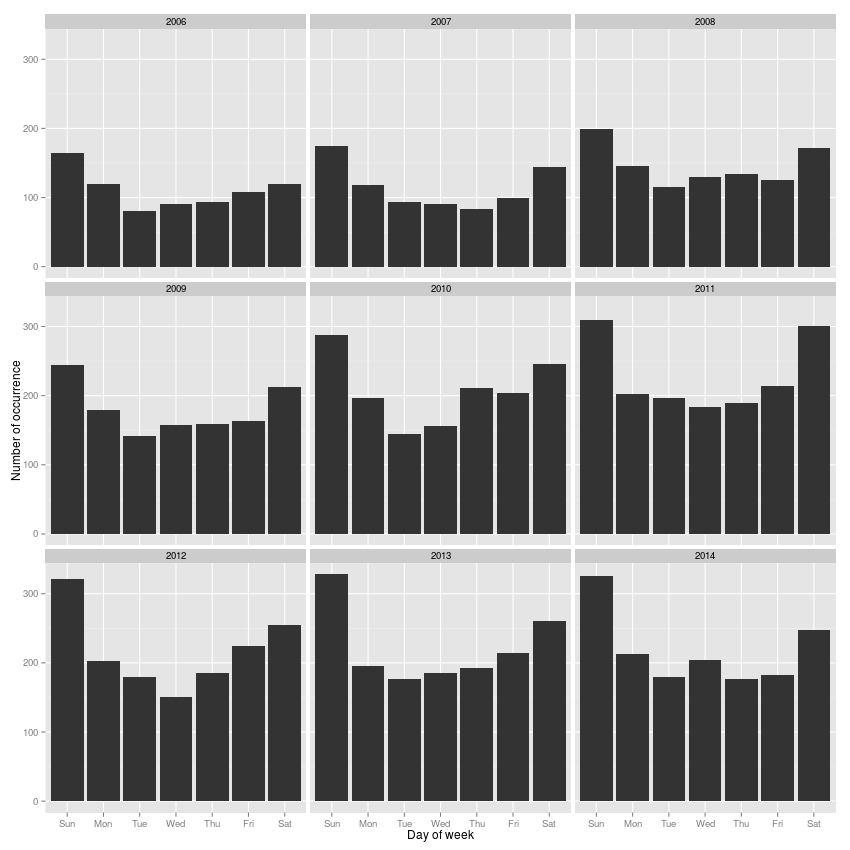 2006 2007 2008
300
200
100
0
2009 2010 2011
300
200
100
0
Number of occurrence
2012 2013 2014
300
200
100
0
Sun Mon Tue Wed Thu Fri Sat Sun Mon Tue Wed Thu Fri Sat Sun Mon Tue Wed Thu Fri Sat
Day of week